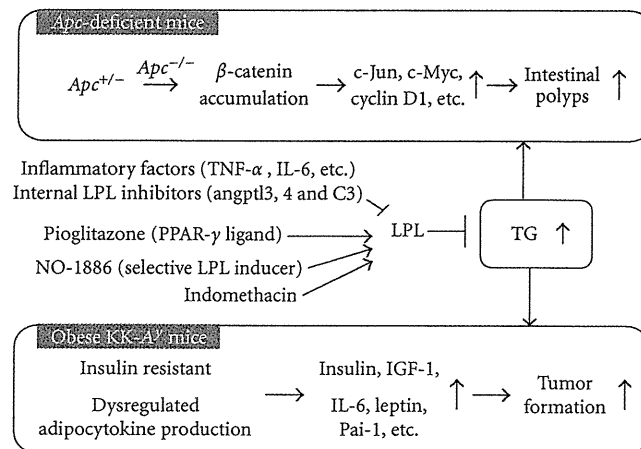 Apc-deficient mice
Apc+/−
Apc−/−
β-catenin
accumulation
c-Jun, c-Myc,
cyclin D1, etc.
Intestinal
polyps
Inflammatory factors (TNF-α , IL-6, etc.)
Internal LPL inhibitors (angptl3, 4 and C3)
Pioglitazone (PPAR-γ ligand)
NO-1886 (selective LPL inducer)
Indomethacin
LPL
TG
Obese KK-Ay mice
Insulin resistant
Dysregulated
adipocytokine production
Insulin, IGF-1,
IL-6, leptin,
Pai-1, etc.
Tumor
formation